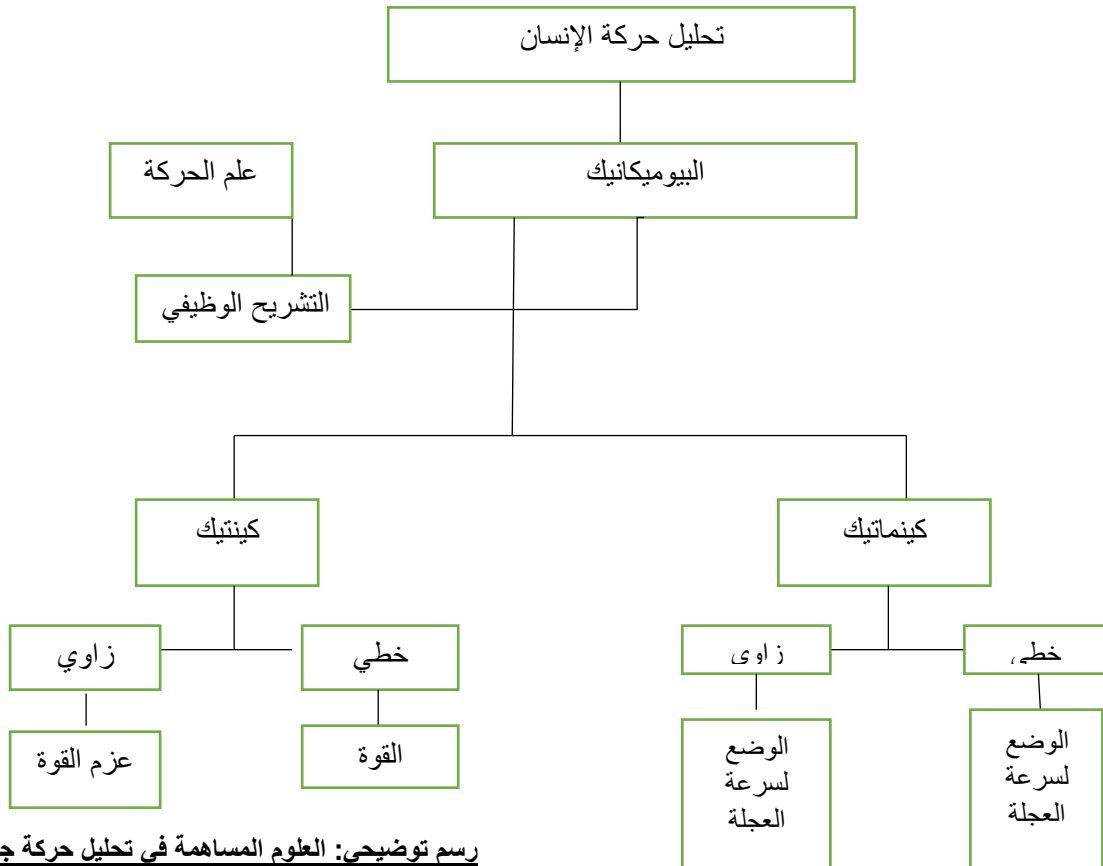 تحليل حركة الإنسان
علم الحركة
البيوميكانيك
التشريح الوظيفي
كينتيك
كينماتيك
زاوي
خطي
زاوي
خطي
عزم القوة
القوة
الوضع
لسرعة
العجلة
الوضع
لسرعة
العجلة
رسم توضيحي: العلوم المساهمة في تحليل حركة